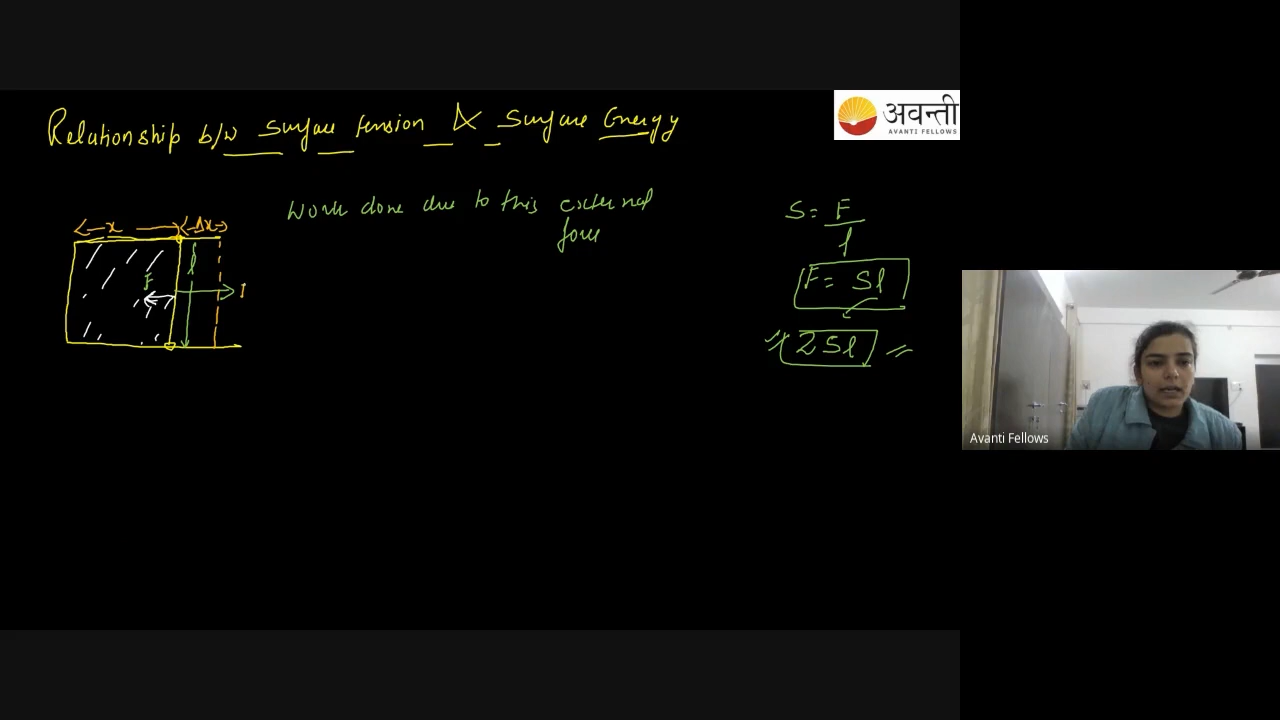 Relationship b/w Surface tension & Surface Energy
अवन्ती
AVANTI FELLOWS
Work done due to this external
force
S = F
l
F = Sl
2Sl
x
Δx
l
F
Avanti Fellows